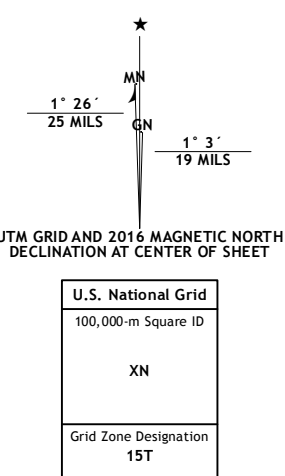 ★
MN
1° 26´
25 MILS
GN
1° 3´
19 MILS
UTM GRID AND 2016 MAGNETIC NORTH
DECLINATION AT CENTER OF SHEET
U.S. National Grid
100,000-m Square ID
XN
Grid Zone Designation
15T